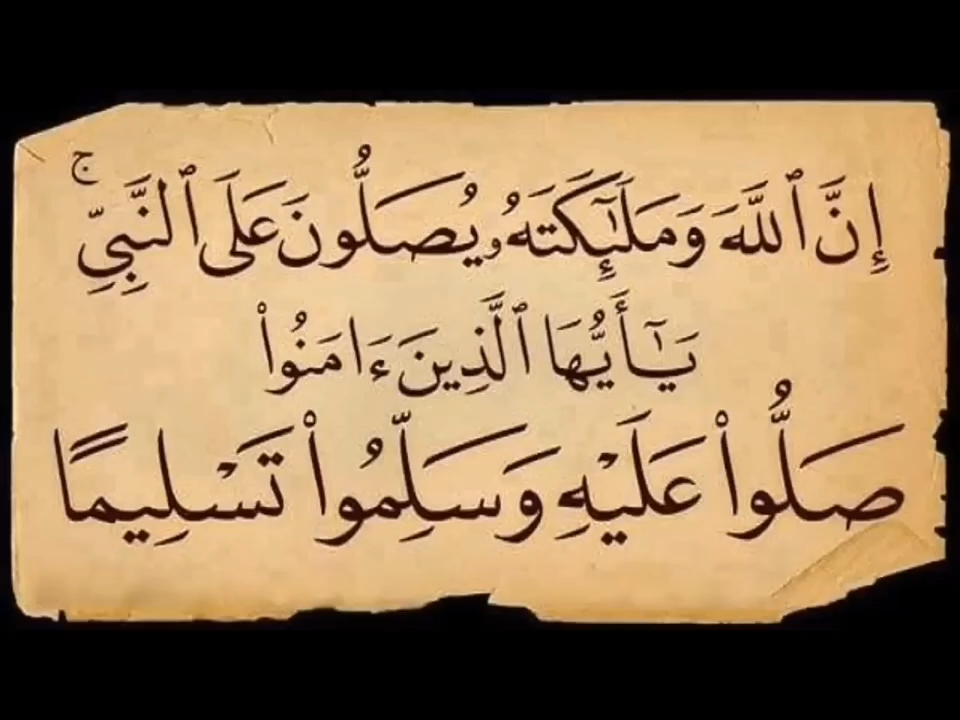 إِنَّ ٱللَّهَ وَمَلَـٰٓئِكَتَهُۥ يُصَلُّونَ عَلَى ٱلنَّبِىِّ ۚ
يَـٰٓأَيُّهَا ٱلَّذِينَ ءَامَنُوا۟
صَلُّوا۟ عَلَيْهِ وَسَلِّمُوا۟ تَسْلِيمًا